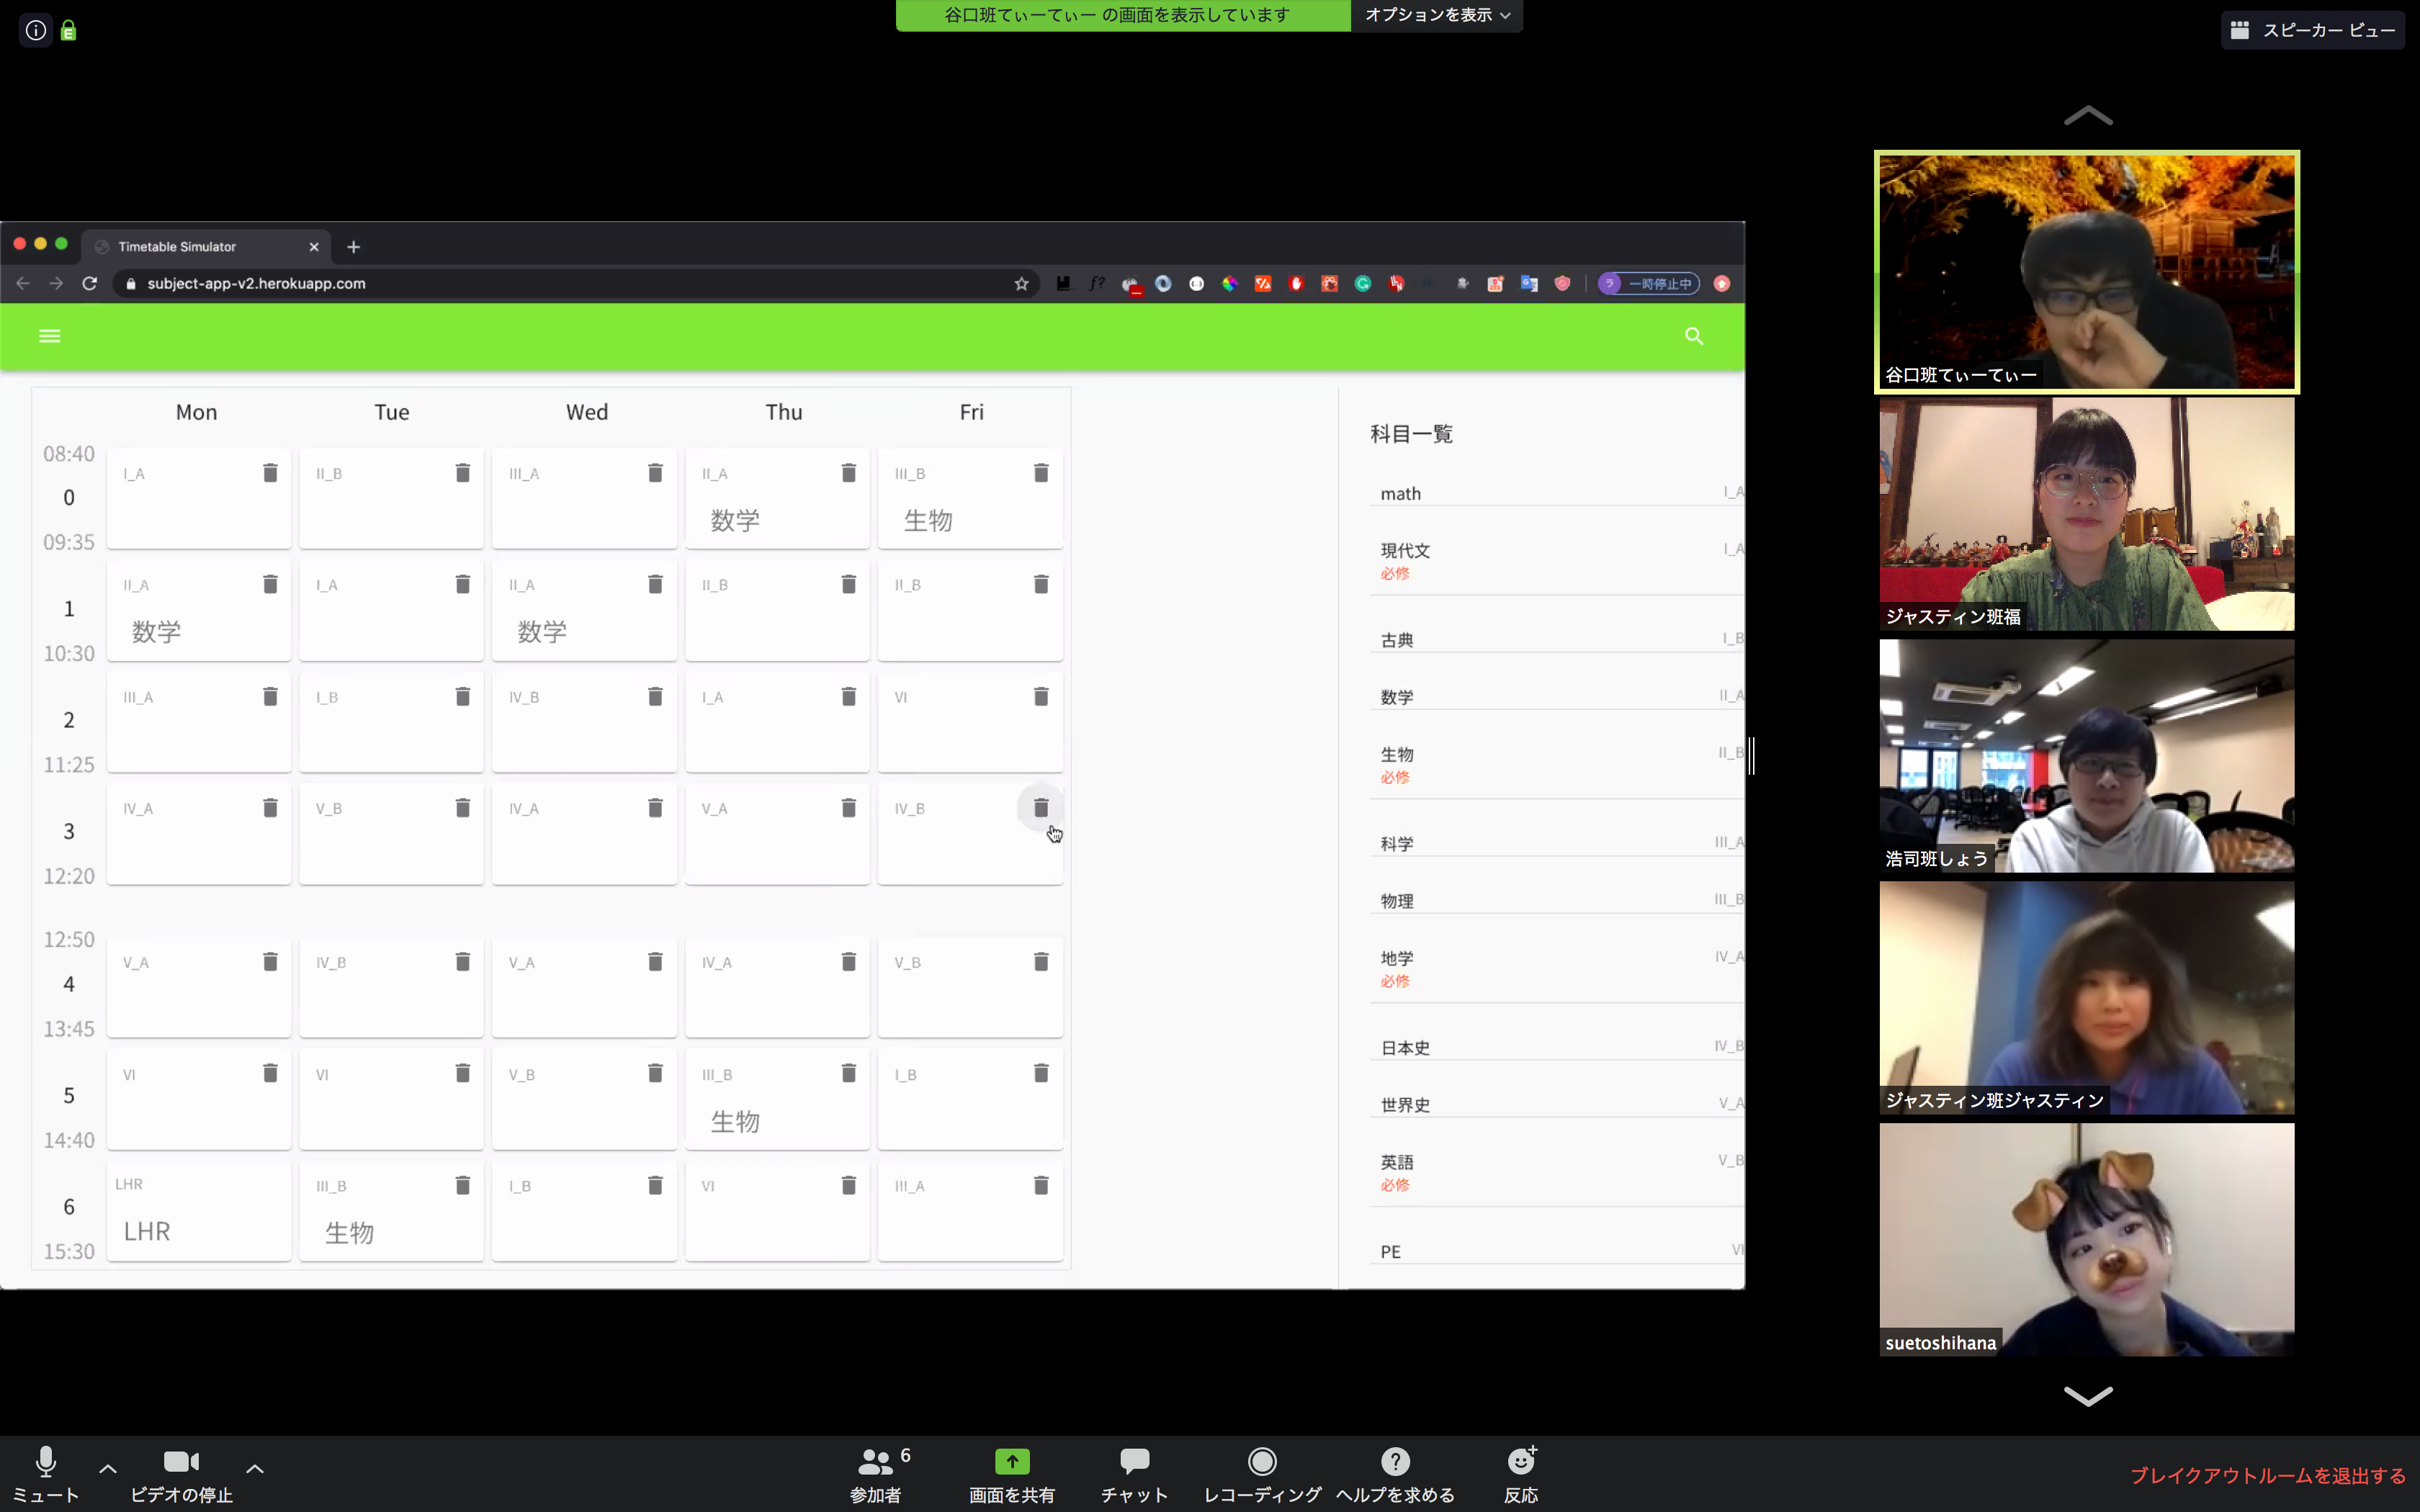 谷口班てぃーてぃー の画面を表示しています
オプションを表示
スピーカー ビュー
Timetable Simulator
subject-app-v2.herokuapp.com
ラ 一時停止中
Mon Tue Wed Thu Fri
08:40
0
09:35
I_A II_B III_A II_A III_B
数学 生物
1
10:30
II_A I_A II_A II_B II_B
数学 数学
2
11:25
III_A I_B IV_B I_A VI
3
12:20
IV_A V_B IV_A V_A IV_B
12:50
4
13:45
V_A IV_B V_A IV_A V_B
5
14:40
VI VI V_B III_B I_B
生物
6
15:30
LHR III_B I_B VI III_A
LHR 生物
科目一覧
math I_A
現代文 I_A
必修
古典 I_B
数学 II_A
生物 II_B
必修
科学 III_A
物理 III_B
地学 IV_A
必修
日本史 IV_B
世界史 V_A
英語 V_B
必修
PE VI
谷口班てぃーてぃー
ジャスティン班福
浩司班しょう
ジャスティン班ジャスティン
suetoshihana
ミュート
ビデオの停止
6
参加者
画面を共有
チャット
レコーディング
ヘルプを求める
反応
ブレイクアウトルームを退出する